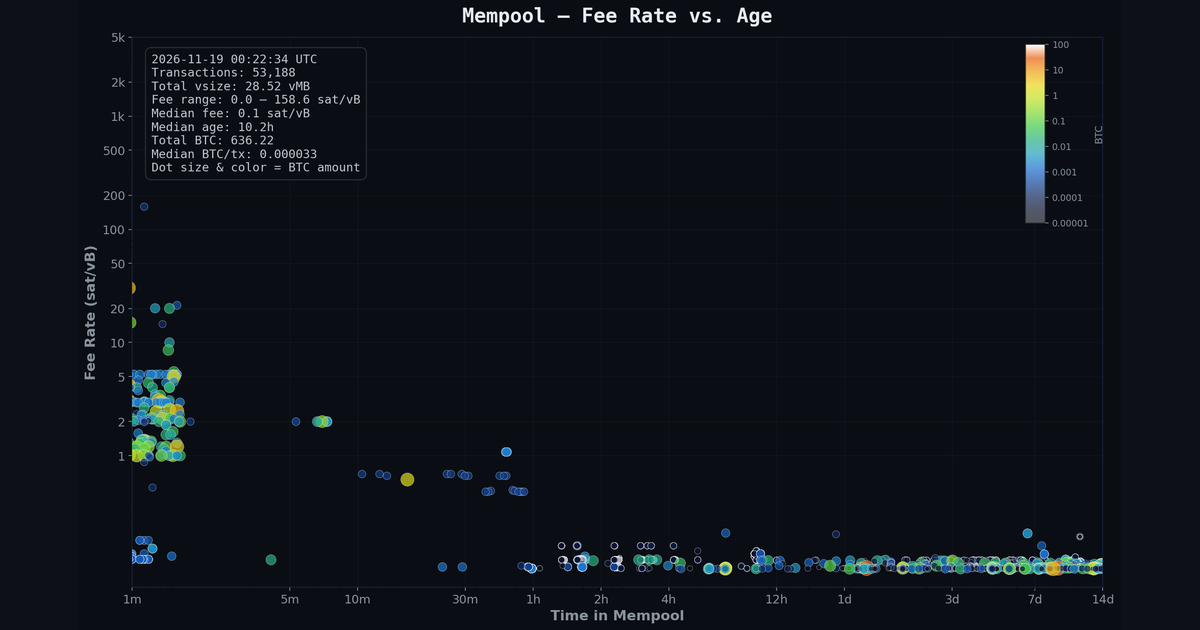 Mempool — Fee Rate vs. Age
2026-11-19 00:22:34 UTC
Transactions: 53,188
Total vsize: 28.52 vMB
Fee range: 0.0 – 158.6 sat/vB
Median fee: 0.1 sat/vB
Median age: 10.2h
Total BTC: 636.22
Median BTC/tx: 0.000033
Dot size & color = BTC amount
Fee Rate (sat/vB)
5k
2k
1k
500
200
100
50
20
10
5
2
1
100
10
1
0.1
0.01
0.001
0.0001
0.00001
BTC
1m 5m 10m 30m 1h 2h 4h 12h 1d 3d 7d 14d
Time in Mempool